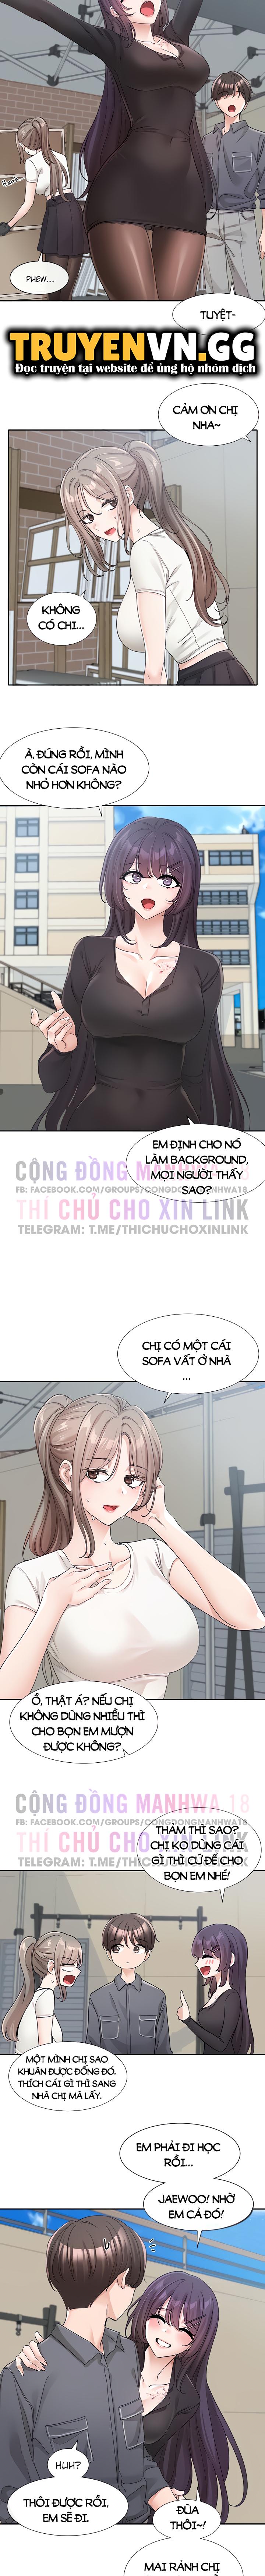 Haaa...
PHEW...
TUYỆT-
TRUYENVN.GG
Đọc truyện tại website để ủng hộ nhóm dịch
CẢM ƠN CHỊ
NHA~
KHÔNG
CÓ CHI...
À, ĐÚNG RỒI, MÌNH
CÒN CÁI SOFA NÀO
NHỎ HƠN KHÔNG?
EM ĐỊNH CHO NÓ
LÀM BACKGROUND,
MỌI NGƯỜI THẤY
SAO?
CỘNG ĐỒNG MANHWA 18
FB: FACEBOOK.COM/GROUPS/CONGDONGMANHWA18
THÍ CHỦ CHO XIN LINK
TELEGRAM: T.ME/THICHUCHOXINLINK
CHỊ CÓ MỘT CÁI
SOFA VẤT Ở NHÀ
...
Ồ, THẬT Á? NẾU CHỊ
KHÔNG DÙNG NHIỀU THÌ
CHO BỌN EM MƯỢN
ĐƯỢC KHÔNG?
CỘNG ĐỒNG MANHWA 18
FB: FACEBOOK.COM/GROUPS/CONGDONGMANHWA18
THÍ CHỦ CHO XIN LINK
TELEGRAM: T.ME/THICHUCHOXINLINK
THẢM THÌ SAO?
CHỊ KO DÙNG CÁI
GÌ THÌ CỨ ĐỂ CHO
BỌN EM NHÉ!
MỘT MÌNH CHỊ SAO
KHUÂN ĐƯỢC ĐỐNG ĐÓ.
THÍCH CÁI GÌ THÌ SANG
NHÀ CHỊ MÀ LẤY.
EM PHẢI ĐI HỌC
RỒI...
JAEWOO! NHỜ
EM CẢ ĐÓ!
HUH?
THÔI ĐƯỢC RỒI,
EM SẼ ĐI.
ĐÙA
THÔI~!
MAI RẢNH CHỊ